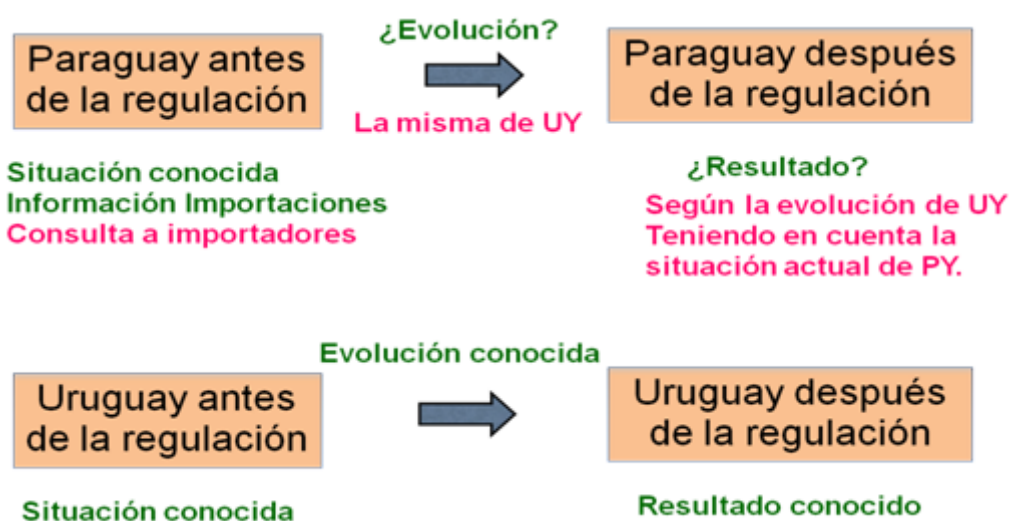 ¿Evolución?
Paraguay antes
de la regulación
Paraguay después
de la regulación
La misma de UY
Situación conocida
Información Importaciones
Consulta a importadores
¿Resultado?
Según la evolución de UY
Teniendo en cuenta la
situación actual de PY.
Evolución conocida
Uruguay antes
de la regulación
Uruguay después
de la regulación
Situación conocida
Resultado conocido